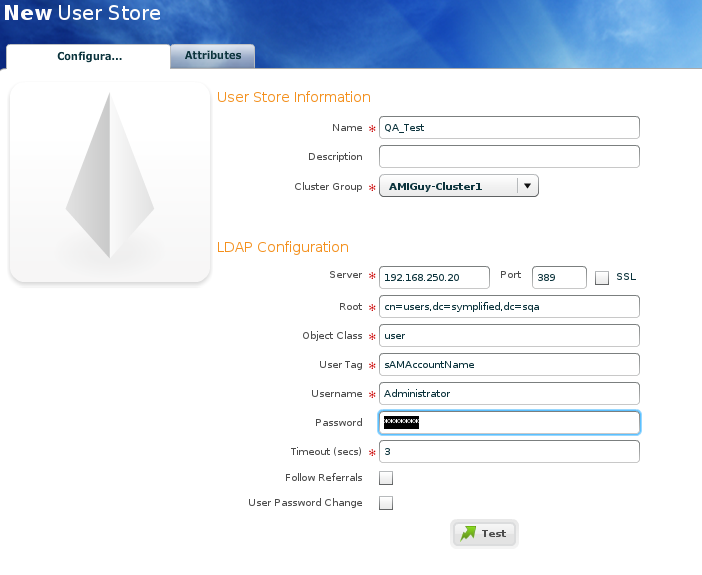 New User Store
Configura... Attributes
User Store Information
Name * QA_Test
Description
Cluster Group * AMIGuy-Cluster1
LDAP Configuration
Server * 192.168.250.20 Port 389 SSL
Root * cn=users,dc=symplified,dc=sqa
Object Class * user
User Tag * sAMAccountName
Username * Administrator
Password *******
Timeout (secs) * 3
Follow Referrals
User Password Change
Test